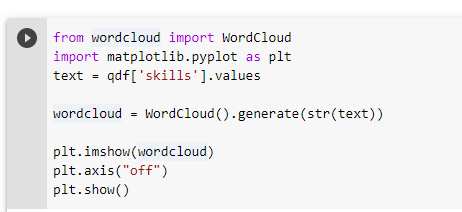 from wordcloud import WordCloud
import matplotlib.pyplot as plt
text = qdf['skills'].values
wordcloud = WordCloud().generate(str(text))
plt.imshow(wordcloud)
plt.axis("off")
plt.show()